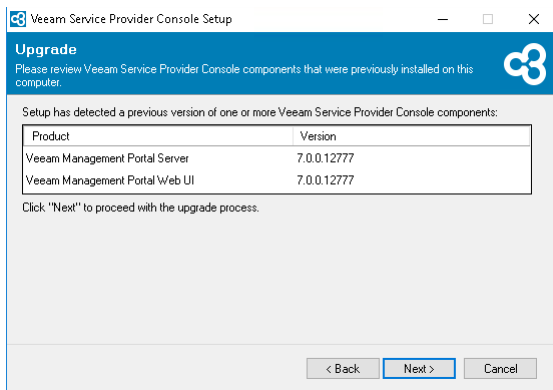 Veeam Service Provider Console Setup
Upgrade
Please review Veeam Service Provider Console components that were previously installed on this
computer.
Setup has detected a previous version of one or more Veeam Service Provider Console components:
Product Version
Veeam Management Portal Server 7.0.0.12777
Veeam Management Portal Web UI 7.0.0.12777
Click "Next" to proceed with the upgrade process.
< Back Next > Cancel